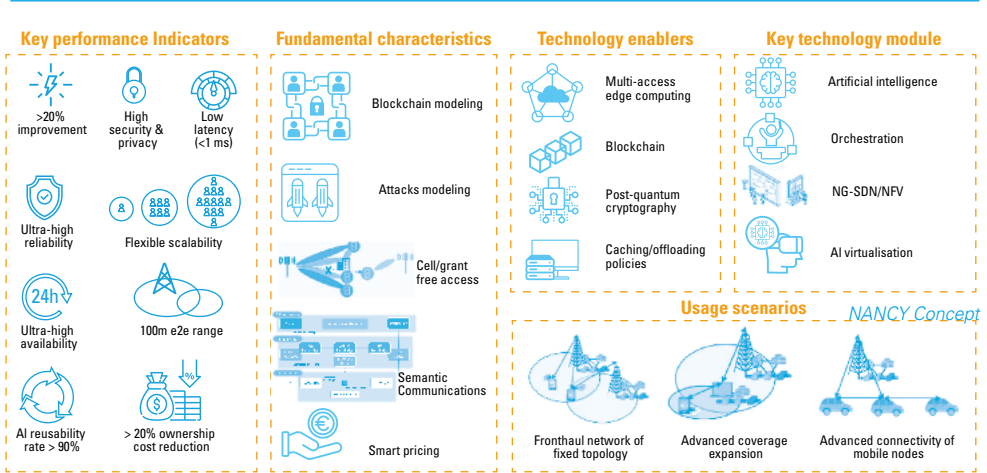 Key performance Indicators
>20%
improvement
High
security &
privacy
Low
latency
(<1 ms)
Ultra-high
reliability
Flexible scalability
24h
Ultra-high
availability
100m e2e range
AI reusability
rate > 90%
%
$
> 20% ownership
cost reduction
Fundamental characteristics
Blockchain modeling
Attacks modeling
Cell/grant
free access
Semantic
Communications
€
Smart pricing
Technology enablers
Multi-access
edge computing
Blockchain
Post-quantum
cryptography
Caching/offloading
policies
Key technology module
Artificial intelligence
Orchestration
NG-SDN/NFV
AI virtualisation
Usage scenarios
NANCY Concept
Fronthaul network of
fixed topology
Advanced coverage
expansion
Advanced connectivity of
mobile nodes